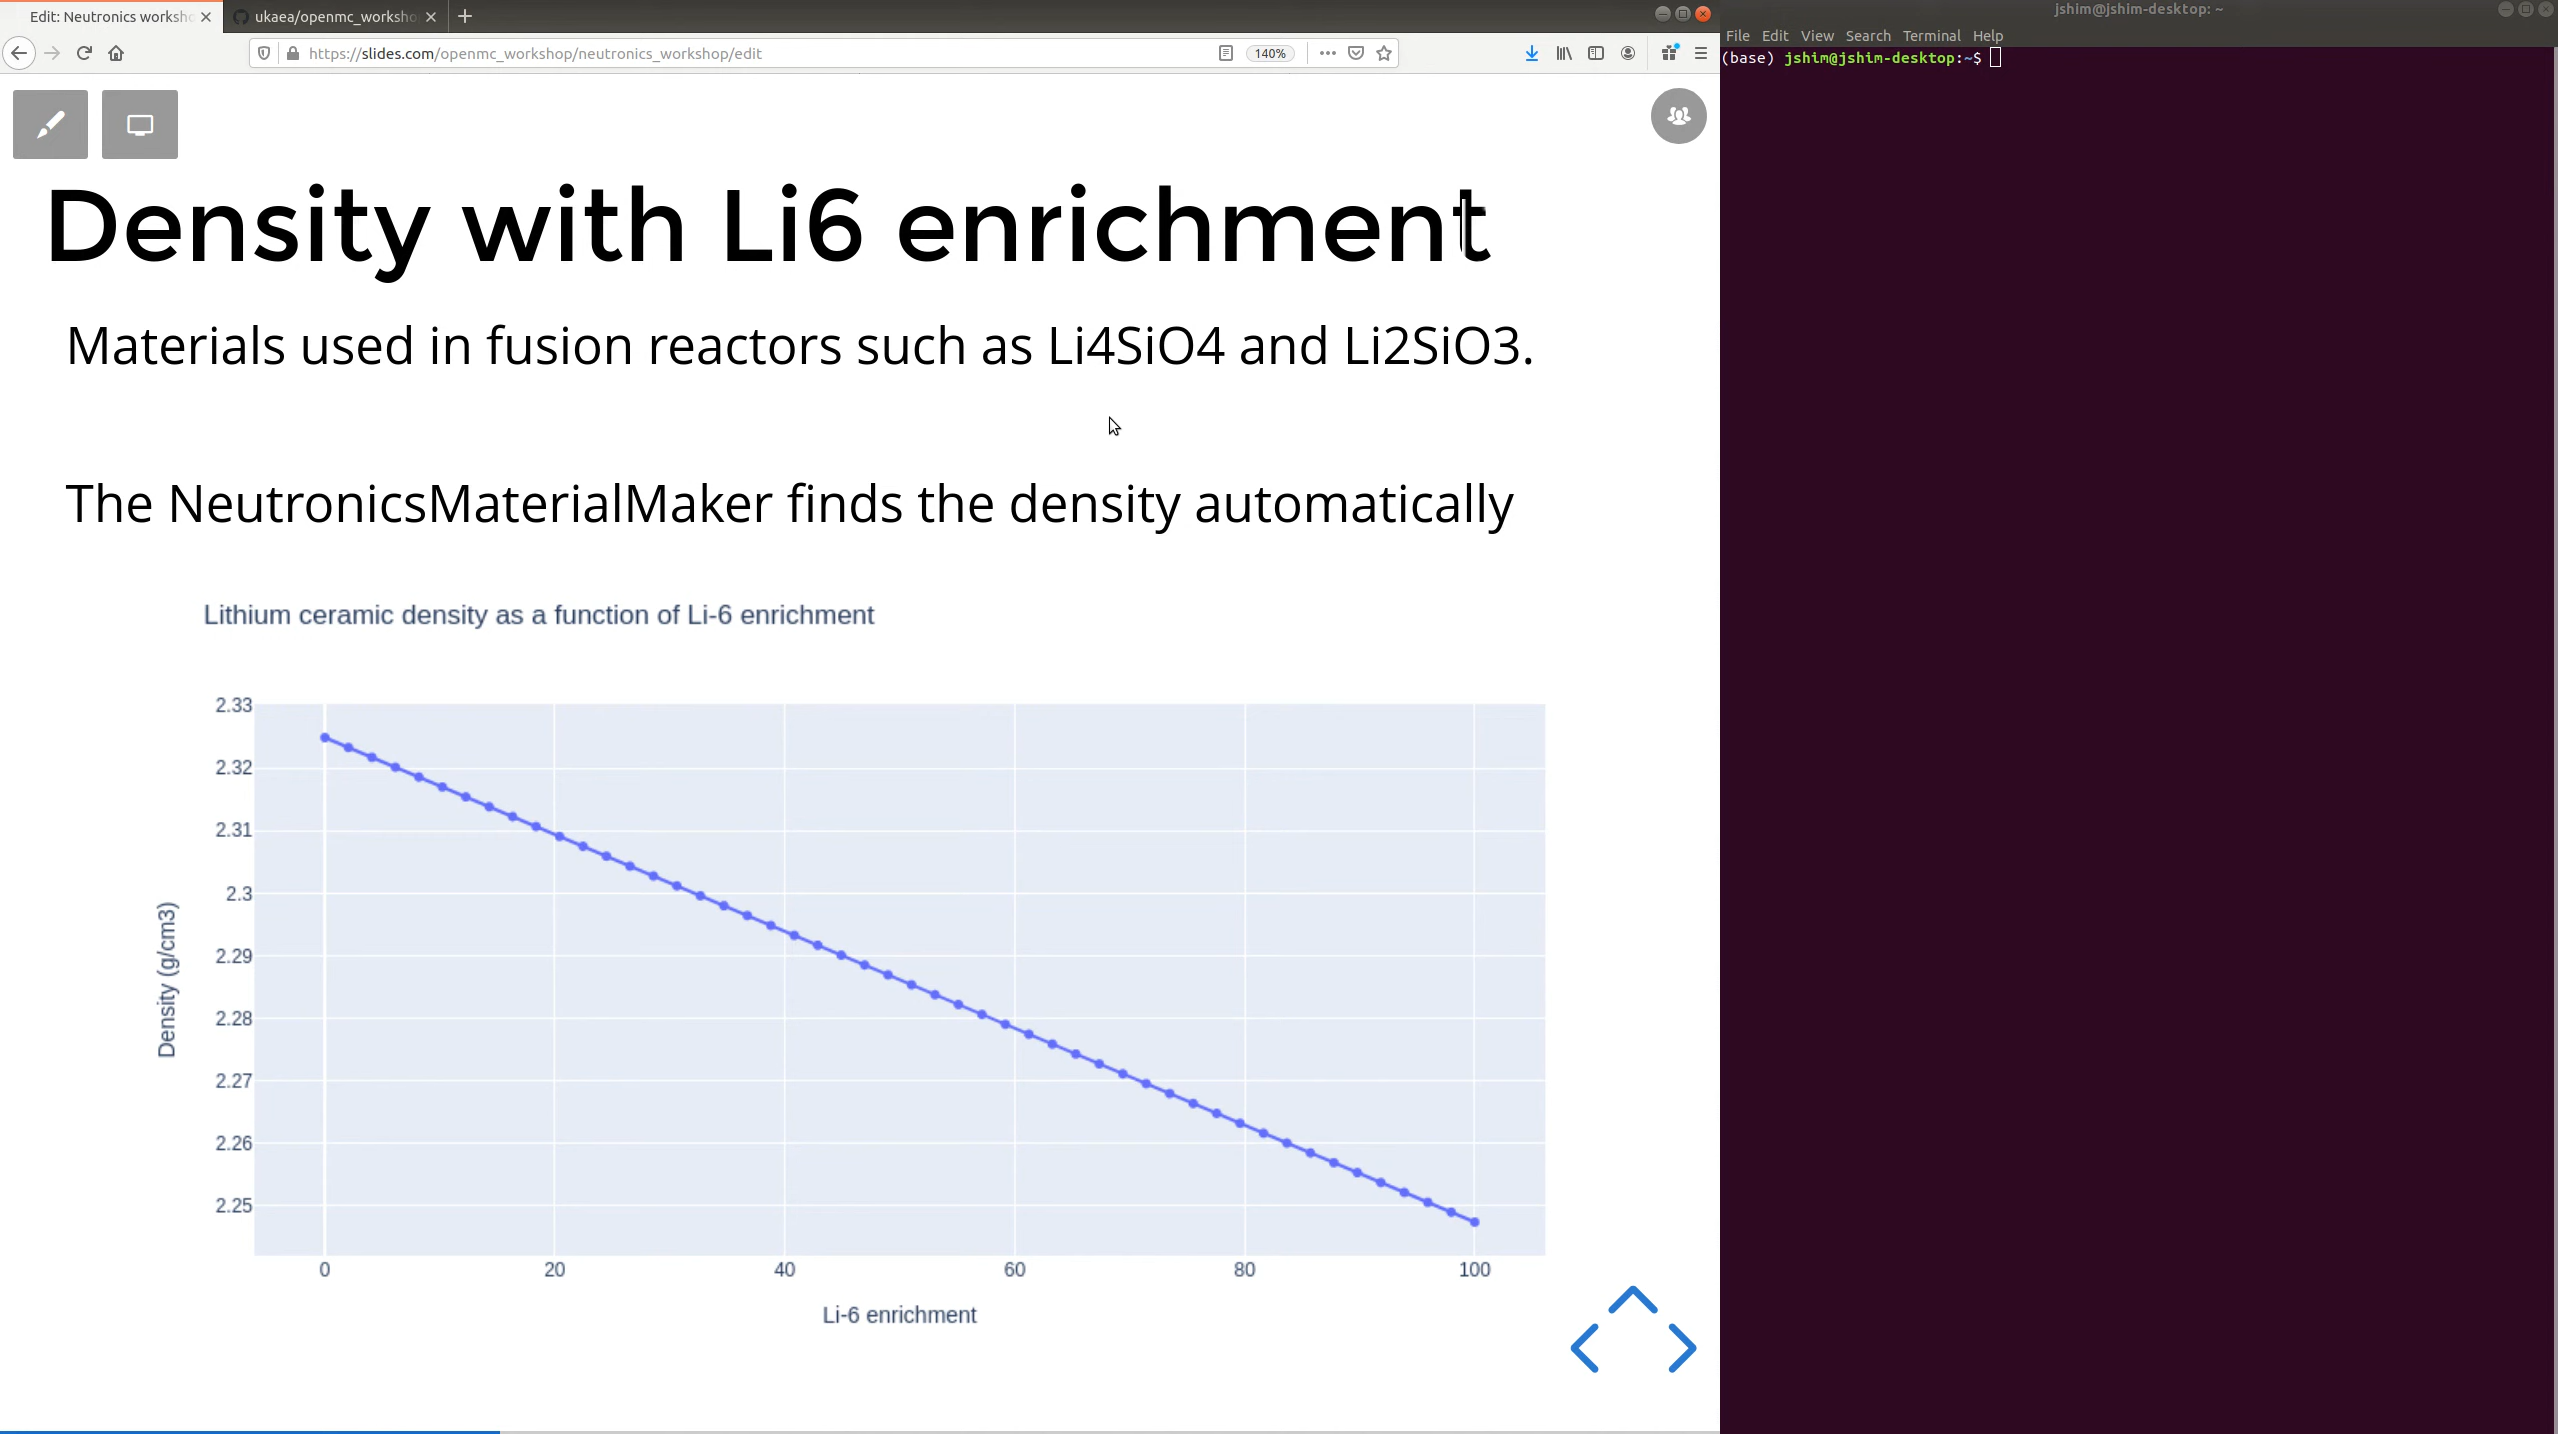 Edit: Neutronics worksho
ukaea/openmc_worksho
https://slides.com/openmc_workshop/neutronics_workshop/edit
140%
Density with Li6 enrichment
Materials used in fusion reactors such as Li4SiO4 and Li2SiO3.
The NeutronicsMaterialMaker finds the density automatically
Lithium ceramic density as a function of Li-6 enrichment
2.33
2.32
2.31
2.3
2.29
2.28
2.27
2.26
2.25
Density (g/cm3)
0 20 40 60 80 100
Li-6 enrichment
jshim@jshim-desktop: ~
File Edit View Search Terminal Help
(base) jshim@jshim-desktop:~$